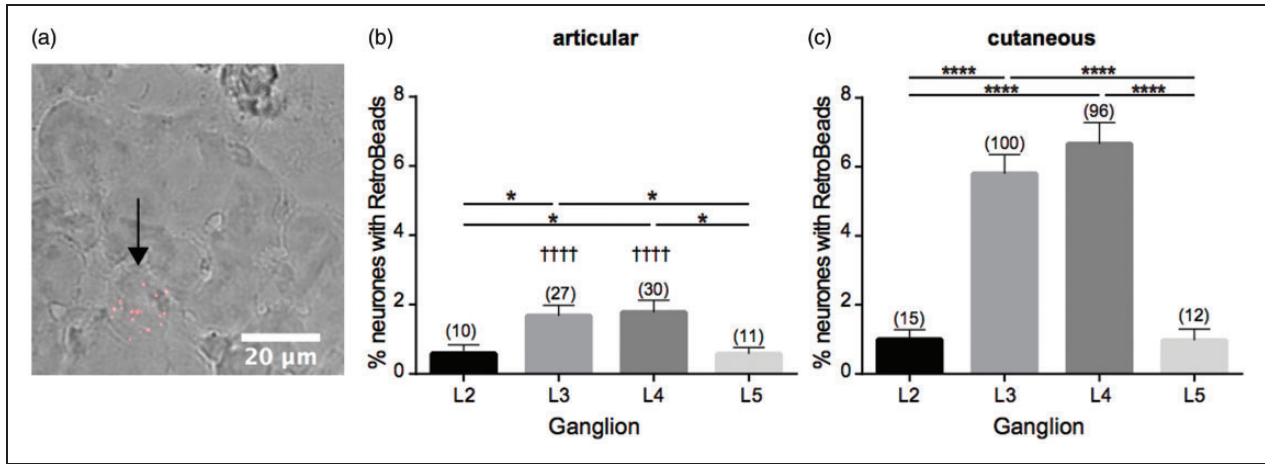 (a)
20 µm
(b)
articular
% neurones with RetroBeads
8
6
4
2
0
*
*
*
*
††††
††††
(10)
(27)
(30)
(11)
L2
L3
L4
L5
Ganglion
(c)
cutaneous
% neurones with RetroBeads
8
6
4
2
0
****
****
****
****
(15)
(100)
(96)
(12)
L2
L3
L4
L5
Ganglion